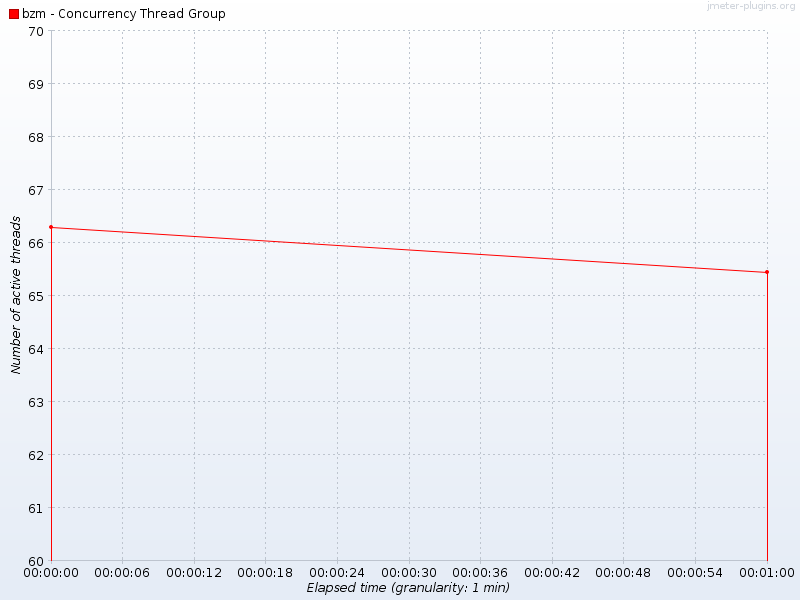 jmeter-plugins.org
bzm - Concurrency Thread Group
70
69
68
67
66
65
64
63
62
61
60
Number of active threads
00:00:00 00:00:06 00:00:12 00:00:18 00:00:24 00:00:30 00:00:36 00:00:42 00:00:48 00:00:54 00:01:00
Elapsed time (granularity: 1 min)